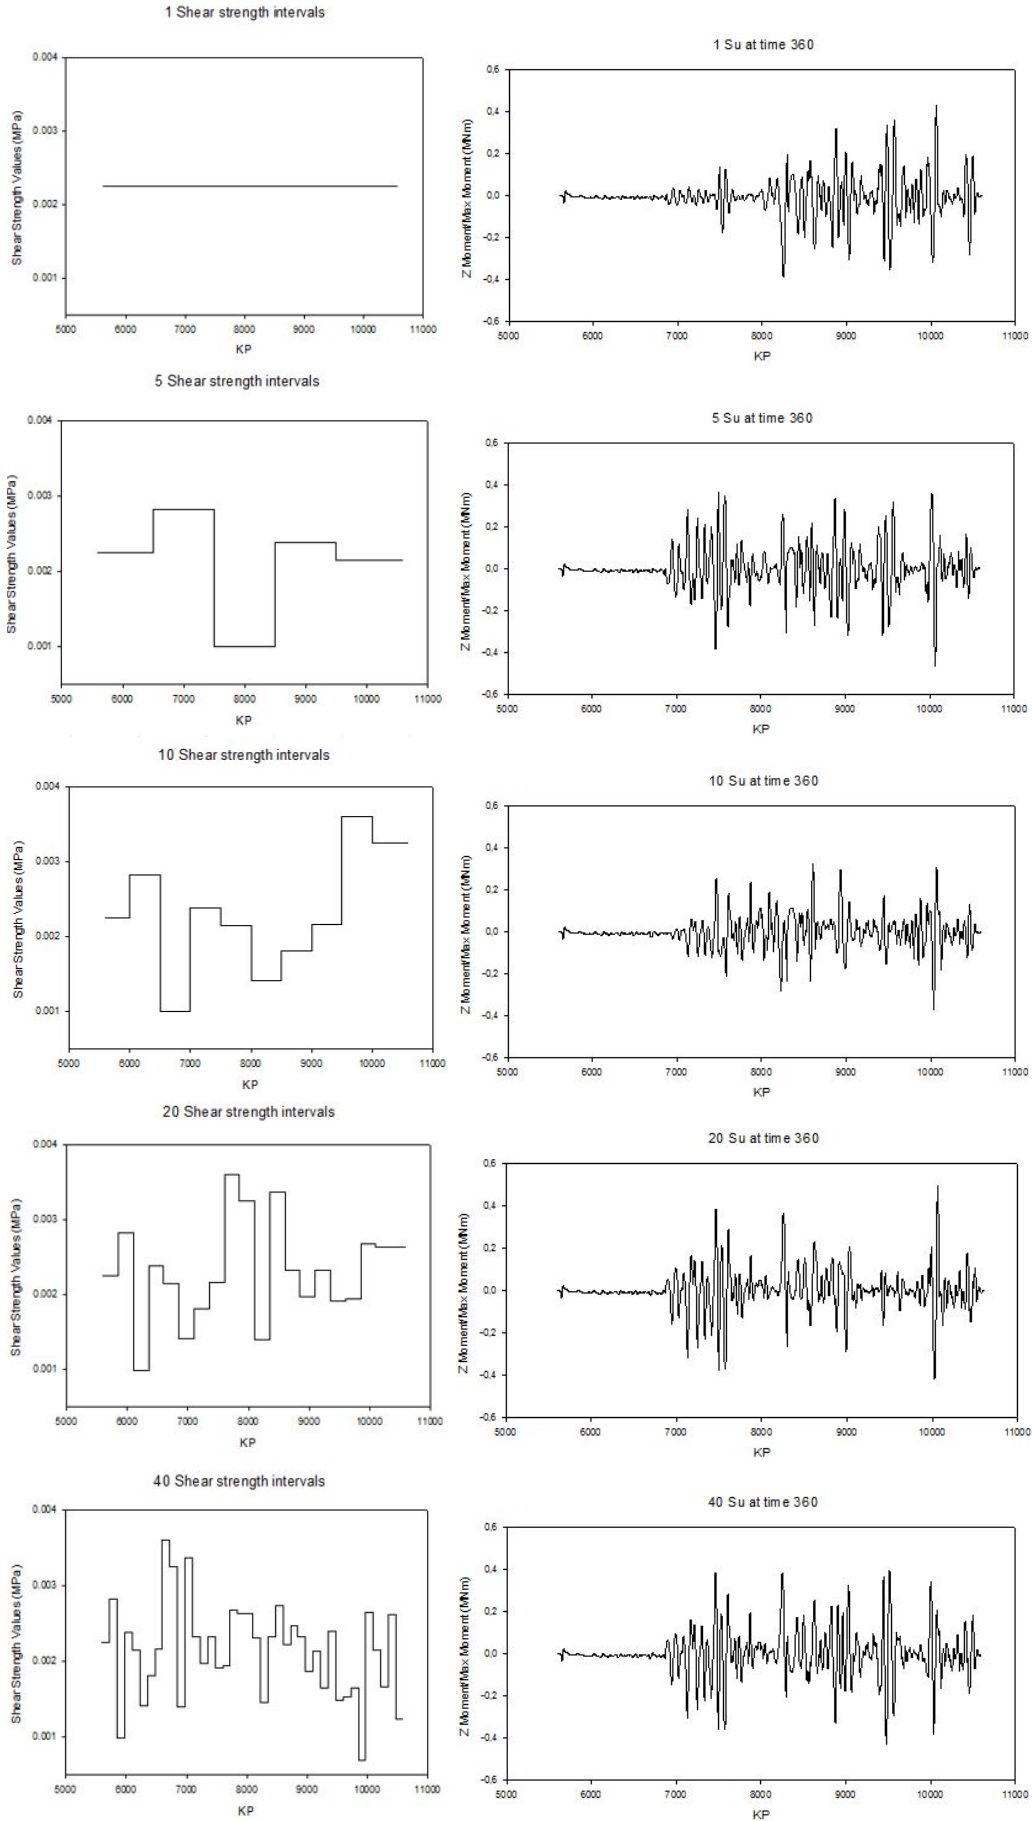 1 Shear strength intervals
Shear Strength Values (MPa)
0.004
0.003
0.002
0.001
5000 6000 7000 8000 9000 10000 11000
KP
1 Su at time 360
Z Moment/Max Moment (MNm)
0,6
0,4
0,2
0,0
-0,2
-0,4
-0,6
5000 6000 7000 8000 9000 10000 11000
KP
5 Shear strength intervals
Shear Strength Values (MPa)
0.004
0.003
0.002
0.001
5000 6000 7000 8000 9000 10000 11000
KP
5 Su at time 360
Z Moment/Max Moment (MNm)
0,6
0,4
0,2
0,0
-0,2
-0,4
-0,6
5000 6000 7000 8000 9000 10000 11000
KP
10 Shear strength intervals
Shear Strength Values (MPa)
0.004
0.003
0.002
0.001
5000 6000 7000 8000 9000 10000 11000
KP
10 Su at time 360
Z Moment/Max Moment (MNm)
0,6
0,4
0,2
0,0
-0,2
-0,4
-0,6
5000 6000 7000 8000 9000 10000 11000
KP
20 Shear strength intervals
Shear Strength Values (MPa)
0.004
0.003
0.002
0.001
5000 6000 7000 8000 9000 10000 11000
KP
20 Su at time 360
Z Moment/Max Moment (MNm)
0,6
0,4
0,2
0,0
-0,2
-0,4
-0,6
5000 6000 7000 8000 9000 10000 11000
KP
40 Shear strength intervals
Shear Strength Values (MPa)
0.004
0.003
0.002
0.001
5000 6000 7000 8000 9000 10000 11000
KP
40 Su at time 360
Z Moment/Max Moment (MNm)
0,6
0,4
0,2
0,0
-0,2
-0,4
-0,6
5000 6000 7000 8000 9000 10000 11000
KP